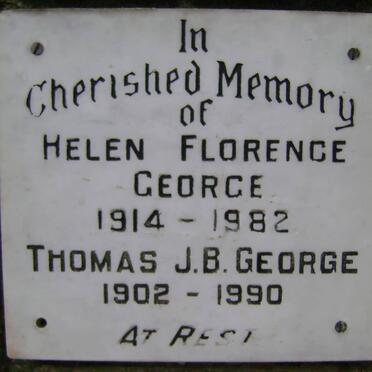 In
Cherished Memory
of
HELEN FLORENCE
GEORGE
1914 - 1982
THOMAS J.B. GEORGE
1902 - 1990
AT REST